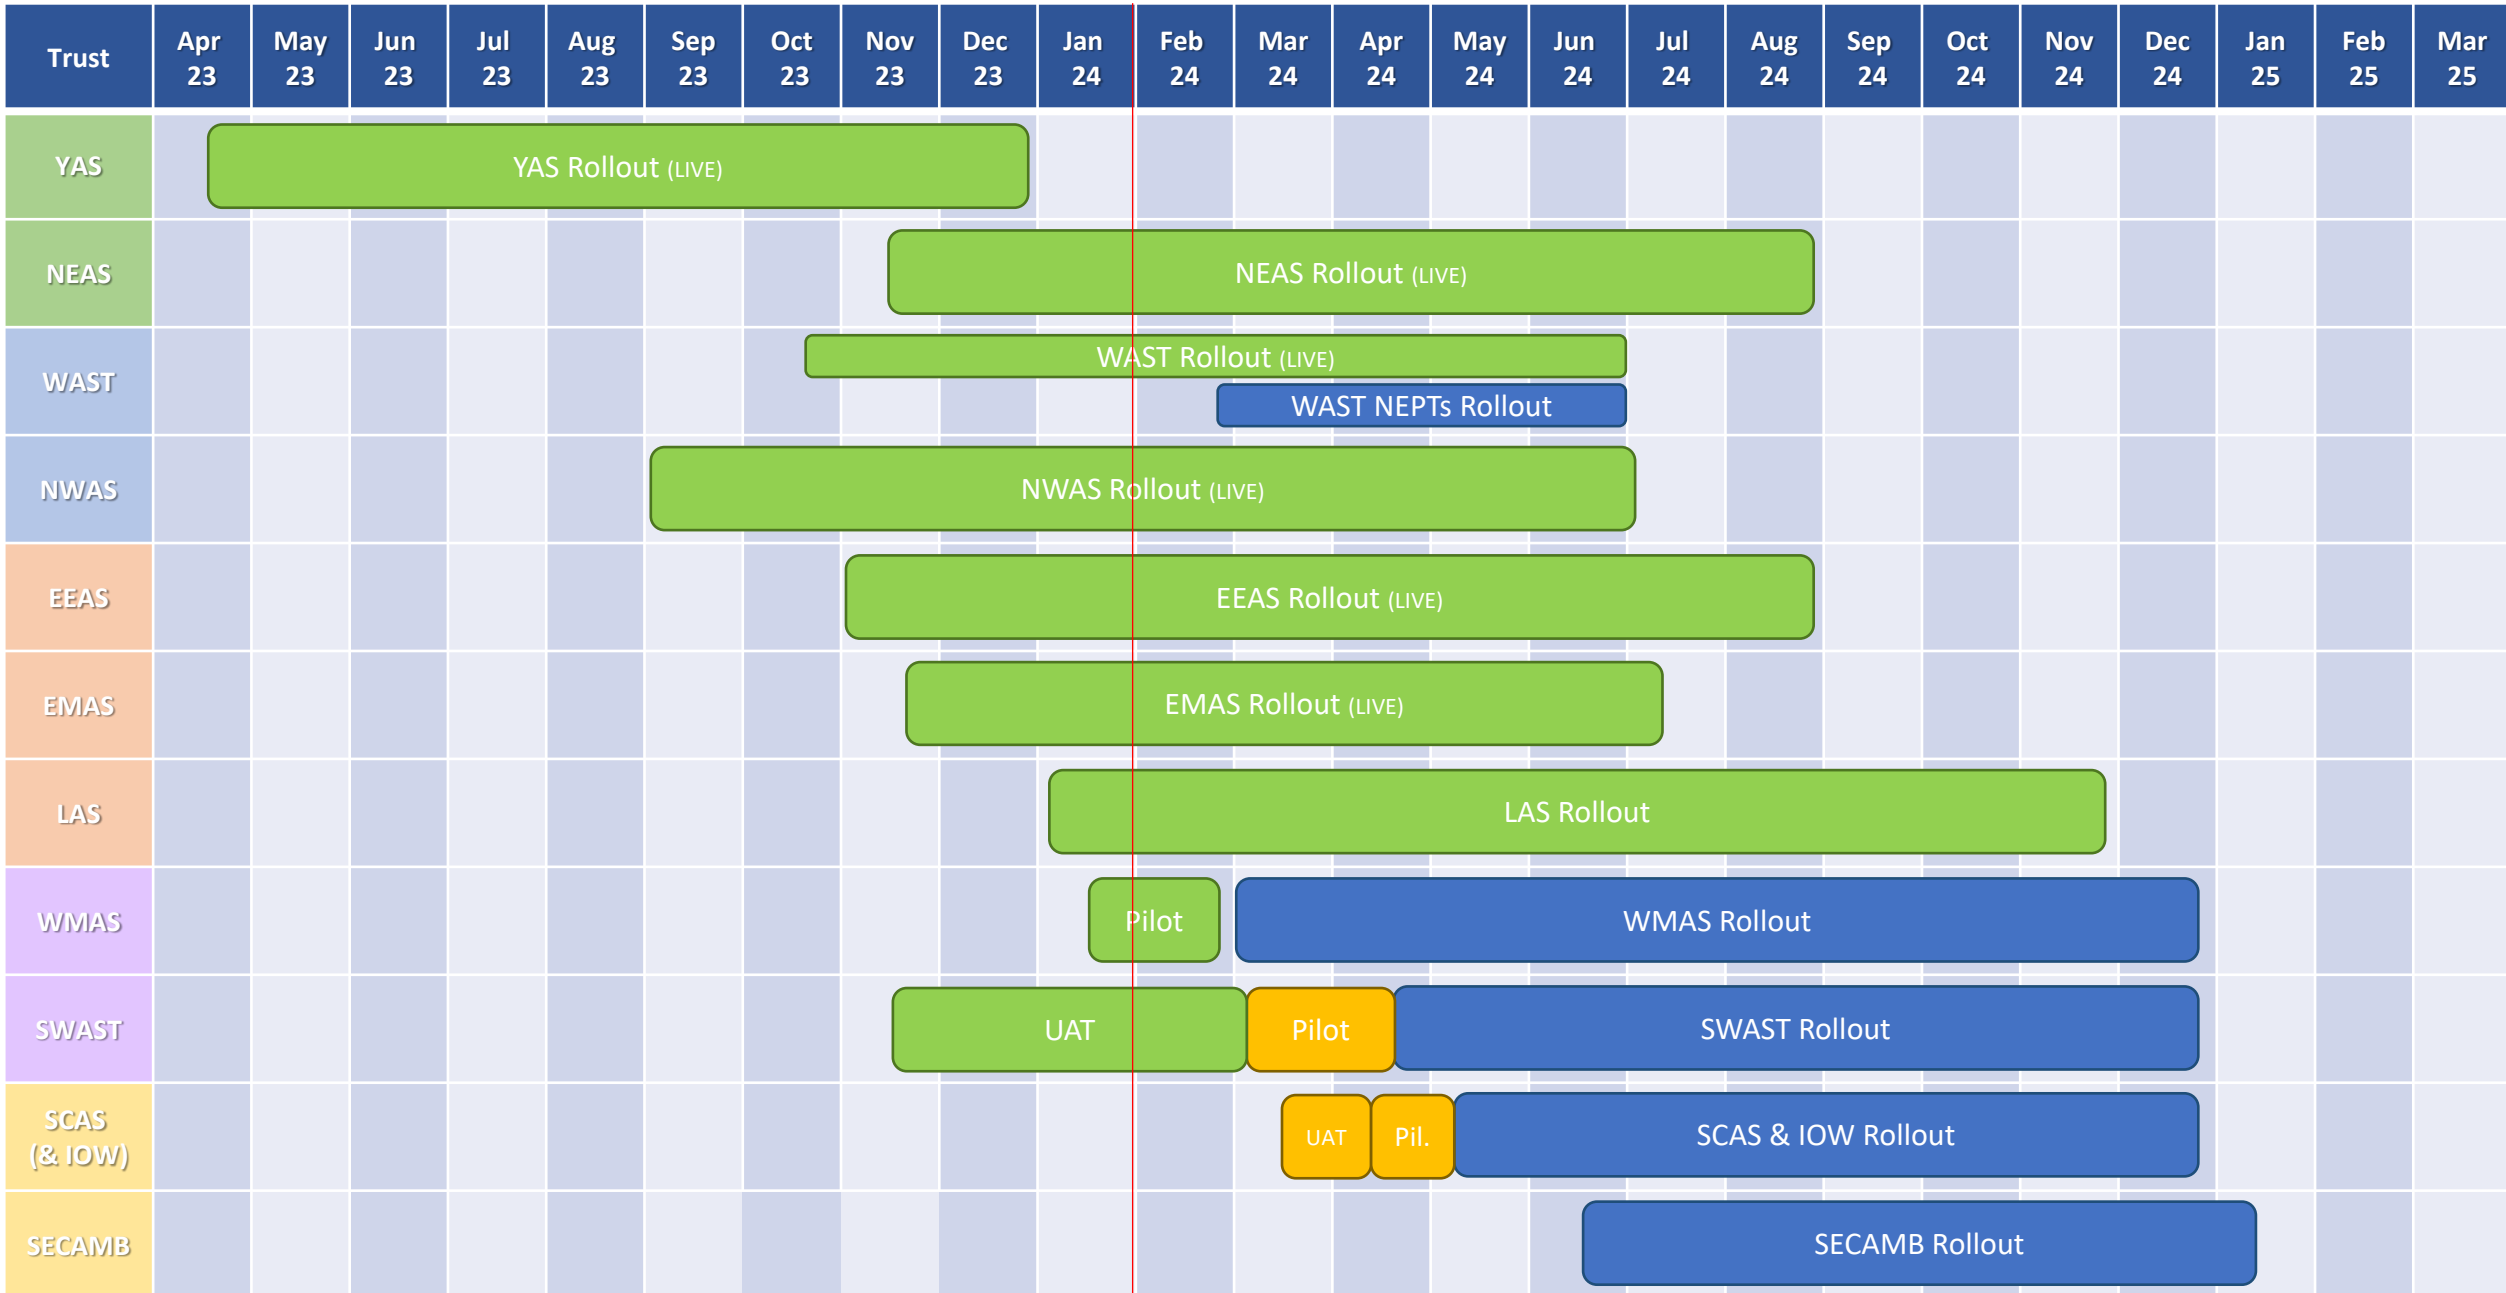 Trust
Apr 23
May 23
Jun 23
Jul 23
Aug 23
Sep 23
Oct 23
Nov 23
Dec 23
Jan 24
Feb 24
Mar 24
Apr 24
May 24
Jun 24
Jul 24
Aug 24
Sep 24
Oct 24
Nov 24
Dec 24
Jan 25
Feb 25
Mar 25
YAS
YAS Rollout (LIVE)
NEAS
NEAS Rollout (LIVE)
WAST
WAST Rollout (LIVE)
WAST NEPTs Rollout
NWAS
NWAS Rollout (LIVE)
EEAS
EEAS Rollout (LIVE)
EMAS
EMAS Rollout (LIVE)
LAS
LAS Rollout
WMAS
Pilot
WMAS Rollout
SWAST
UAT
Pilot
SWAST Rollout
SCAS
(& IOW)
UAT
Pil.
SCAS & IOW Rollout
SECAMB
SECAMB Rollout